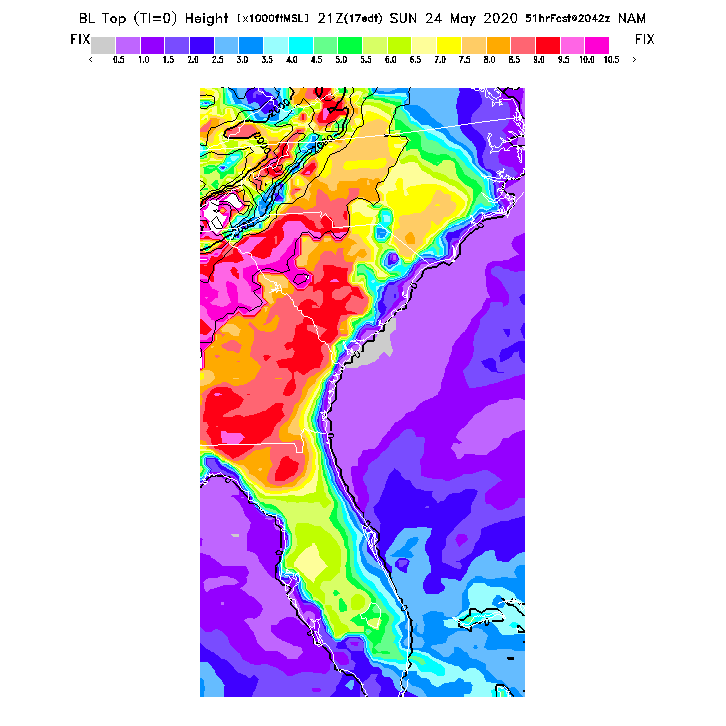 BL Top (TI=0) Height [x1000ftMSL] 21Z(17edt) SUN 24 May 2020 51hrFcst@2042z NAM
FIX FIX
< 0.5 1.0 1.5 2.0 2.5 3.0 3.5 4.0 4.5 5.0 5.5 6.0 6.5 7.0 7.5 8.0 8.5 9.0 9.5 10.0 10.5 >